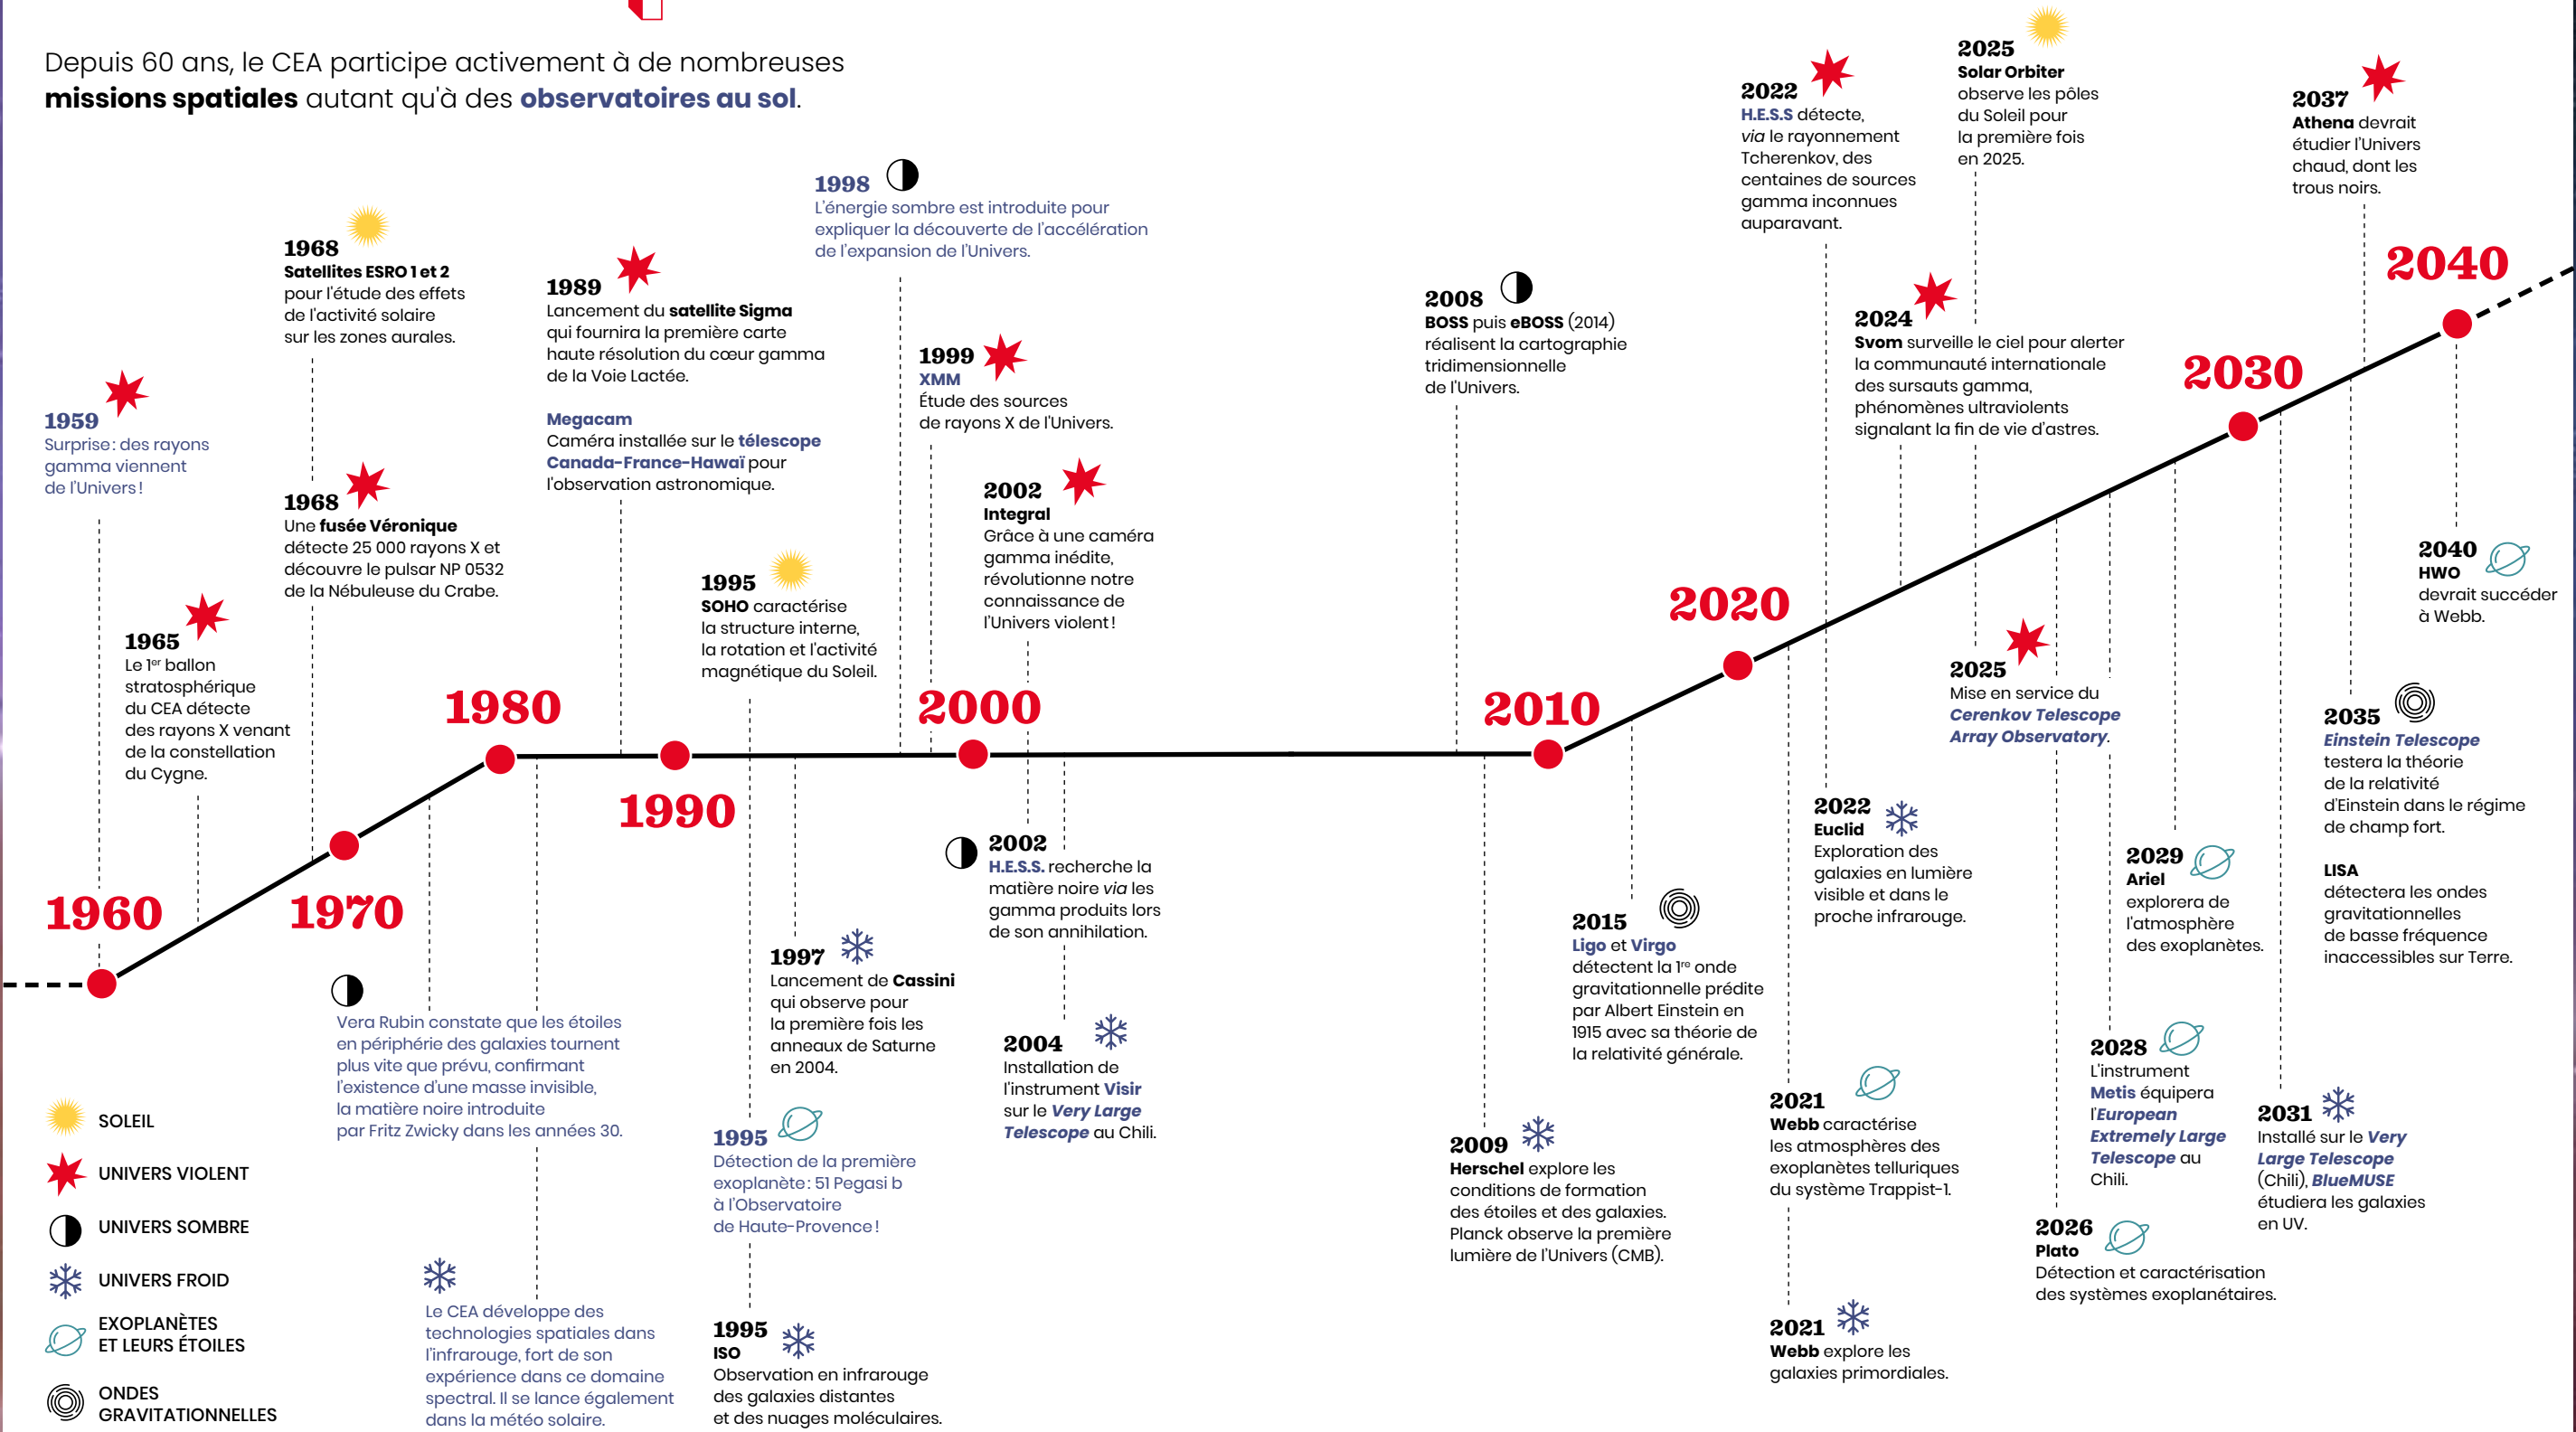 Depuis 60 ans, le CEA participe activement à de nombreuses
missions spatiales autant qu'à des observatoires au sol.
1959
Surprise : des rayons
gamma viennent
de l'Univers !
1965
Le 1er ballon
stratosphérique
du CEA détecte
des rayons X venant
de la constellation
du Cygne.
1968
Satellites ESRO 1 et 2
pour l'étude des effets
de l'activité solaire
sur les zones aurales.
1968
Une fusée Véronique
détecte 25 000 rayons X et
découvre le pulsar NP 0532
de la Nébuleuse du Crabe.
1989
Lancement du satellite Sigma
qui fournira la première carte
haute résolution du cœur gamma
de la Voie Lactée.
Megacam
Caméra installée sur le télescope
Canada-France-Hawaï pour
l'observation astronomique.
1995
SOHO caractérise
la structure interne,
la rotation et l'activité
magnétique du Soleil.
1998
L'énergie sombre est introduite pour
expliquer la découverte de l'accélération
de l'expansion de l'Univers.
1999
XMM
Étude des sources
de rayons X de l'Univers.
2002
Integral
Grâce à une caméra
gamma inédite,
révolutionne notre
connaissance de
l'Univers violent !
2008
BOSS puis eBOSS (2014)
réalisent la cartographie
tridimensionnelle
de l'Univers.
2022
H.E.S.S détecte,
via le rayonnement
Tcherenkov, des
centaines de sources
gamma inconnues
auparavant.
2025
Solar Orbiter
observe les pôles
du Soleil pour
la première fois
en 2025.
2024
Svom surveille le ciel pour alerter
la communauté internationale
des sursauts gamma,
phénomènes ultraviolents
signalant la fin de vie d'astres.
2037
Athena devrait
étudier l'Univers
chaud, dont les
trous noirs.
1960
1970
1980
1990
2000
2010
2020
2030
2040
Vera Rubin constate que les étoiles
en périphérie des galaxies tournent
plus vite que prévu, confirmant
l'existence d'une masse invisible,
la matière noire introduite
par Fritz Zwicky dans les années 30.
Le CEA développe des
technologies spatiales dans
l'infrarouge, fort de son
expérience dans ce domaine
spectral. Il se lance également
dans la météo solaire.
1997
Lancement de Cassini
qui observe pour
la première fois les
anneaux de Saturne
en 2004.
1995
Détection de la première
exoplanète : 51 Pegasi b
à l'Observatoire
de Haute-Provence !
1995
ISO
Observation en infrarouge
des galaxies distantes
et des nuages moléculaires.
2002
H.E.S.S. recherche la
matière noire via les
gamma produits lors
de son annihilation.
2004
Installation de
l'instrument Visir
sur le Very Large
Telescope au Chili.
2009
Herschel explore les
conditions de formation
des étoiles et des galaxies.
Planck observe la première
lumière de l'Univers (CMB).
2015
Ligo et Virgo
détectent la 1re onde
gravitationnelle prédite
par Albert Einstein en
1915 avec sa théorie de
la relativité générale.
2021
Webb caractérise
les atmosphères des
exoplanètes telluriques
du système Trappist-1.
2021
Webb explore les
galaxies primordiales.
2022
Euclid
Exploration des
galaxies en lumière
visible et dans le
proche infrarouge.
2025
Mise en service du
Cerenkov Telescope
Array Observatory.
2026
Plato
Détection et caractérisation
des systèmes exoplanétaires.
2028
L'instrument
Metis équipera
l'European
Extremely Large
Telescope au
Chili.
2029
Ariel
explorera de
l'atmosphère
des exoplanètes.
2031
Installé sur le Very
Large Telescope
(Chili), BlueMUSE
étudiera les galaxies
en UV.
2035
Einstein Telescope
testera la théorie
de la relativité
d'Einstein dans le régime
de champ fort.
LISA
détectera les ondes
gravitationnelles
de basse fréquence
inaccessibles sur Terre.
2040
HWO
devrait succéder
à Webb.
SOLEIL
UNIVERS VIOLENT
UNIVERS SOMBRE
UNIVERS FROID
EXOPLANÈTES
ET LEURS ÉTOILES
ONDES
GRAVITATIONNELLES